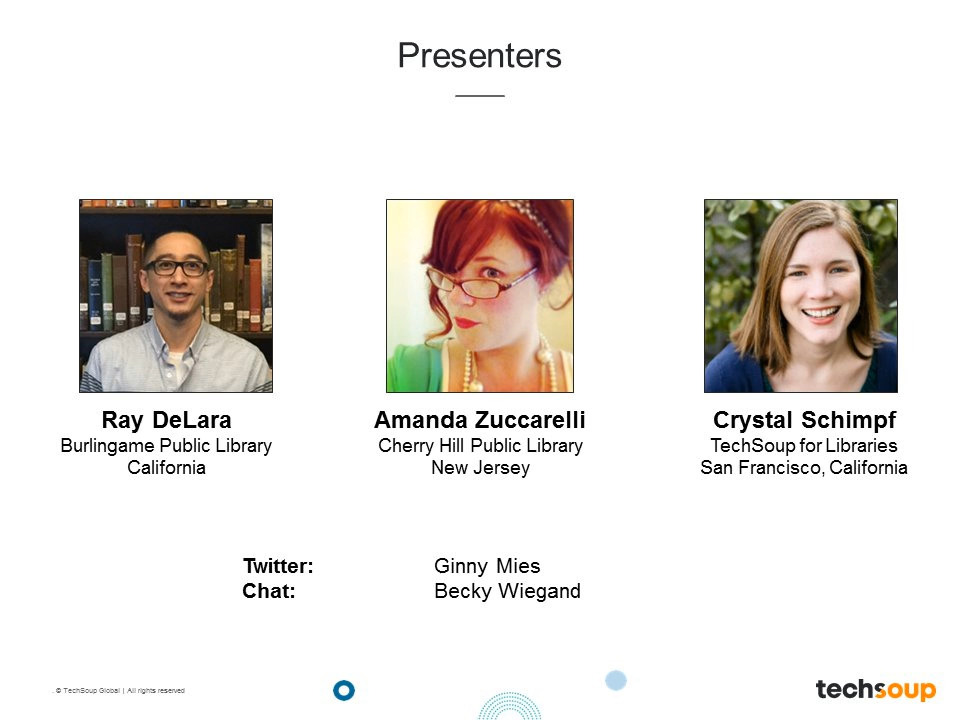 Presenters
Ray DeLara
Burlingame Public Library
California
Amanda Zuccarelli
Cherry Hill Public Library
New Jersey
Crystal Schimpf
TechSoup for Libraries
San Francisco, California
Twitter: Ginny Mies
Chat: Becky Wiegand
. © TechSoup Global | All rights reserved
techsoup